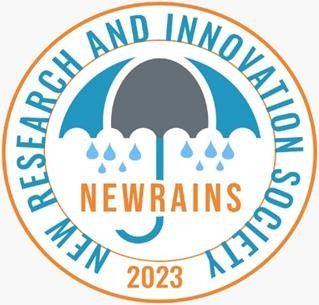 NEW RESEARCH AND INNOVATION SOCIETY
NEWRAINS
2023